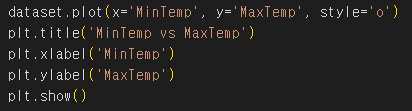 dataset.plot(x='MinTemp', y='MaxTemp', style='o')
plt.title('MinTemp vs MaxTemp')
plt.xlabel('MinTemp')
plt.ylabel('MaxTemp')
plt.show()